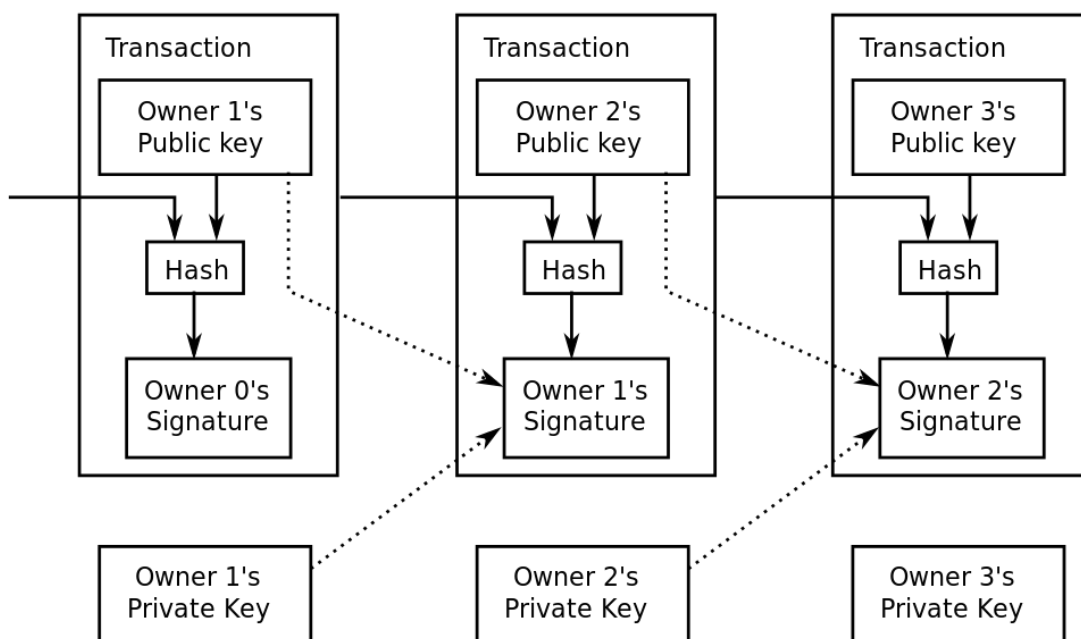 Transaction
Owner 1's
Public key
Hash
Owner 0's
Signature
Transaction
Owner 2's
Public key
Hash
Owner 1's
Signature
Transaction
Owner 3's
Public key
Hash
Owner 2's
Signature
Owner 1's
Private Key
Owner 2's
Private Key
Owner 3's
Private Key